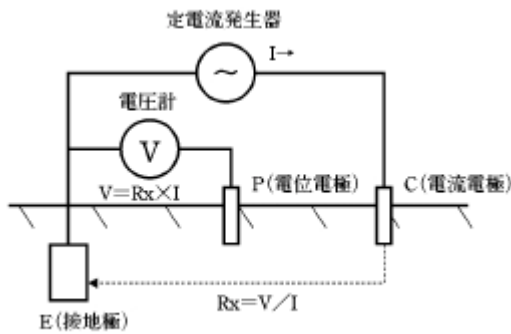 定電流発生器
I→
～
電圧計
V
V=Rx×I
P(電位電極)
C(電流電極)
Rx=V／I
E(接地極)